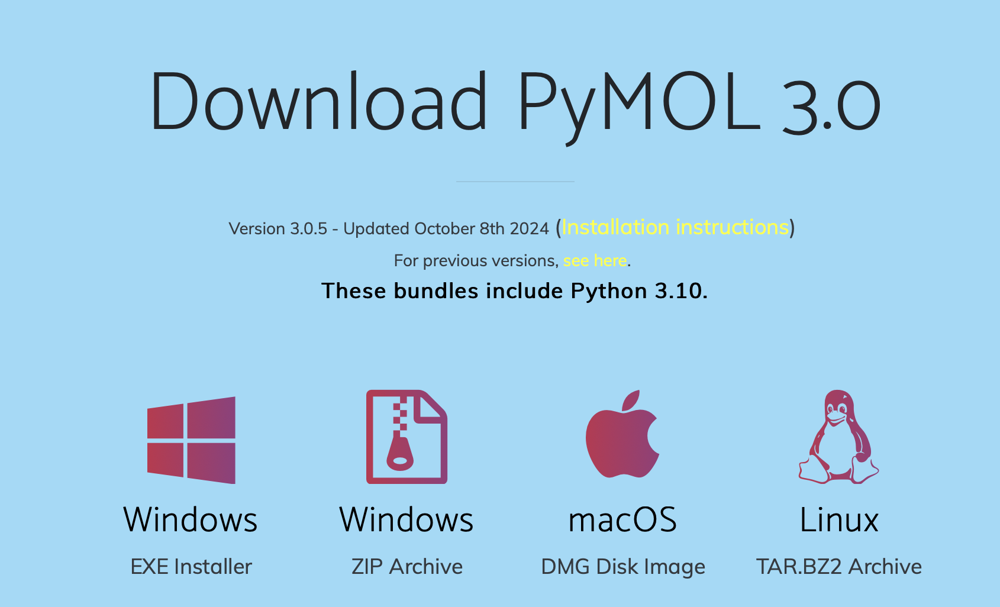 Download PyMOL 3.0
Version 3.0.5 - Updated October 8th 2024 (Installation instructions)
For previous versions, see here.
These bundles include Python 3.10.
Windows
EXE Installer
Windows
ZIP Archive
macOS
DMG Disk Image
Linux
TAR.BZ2 Archive